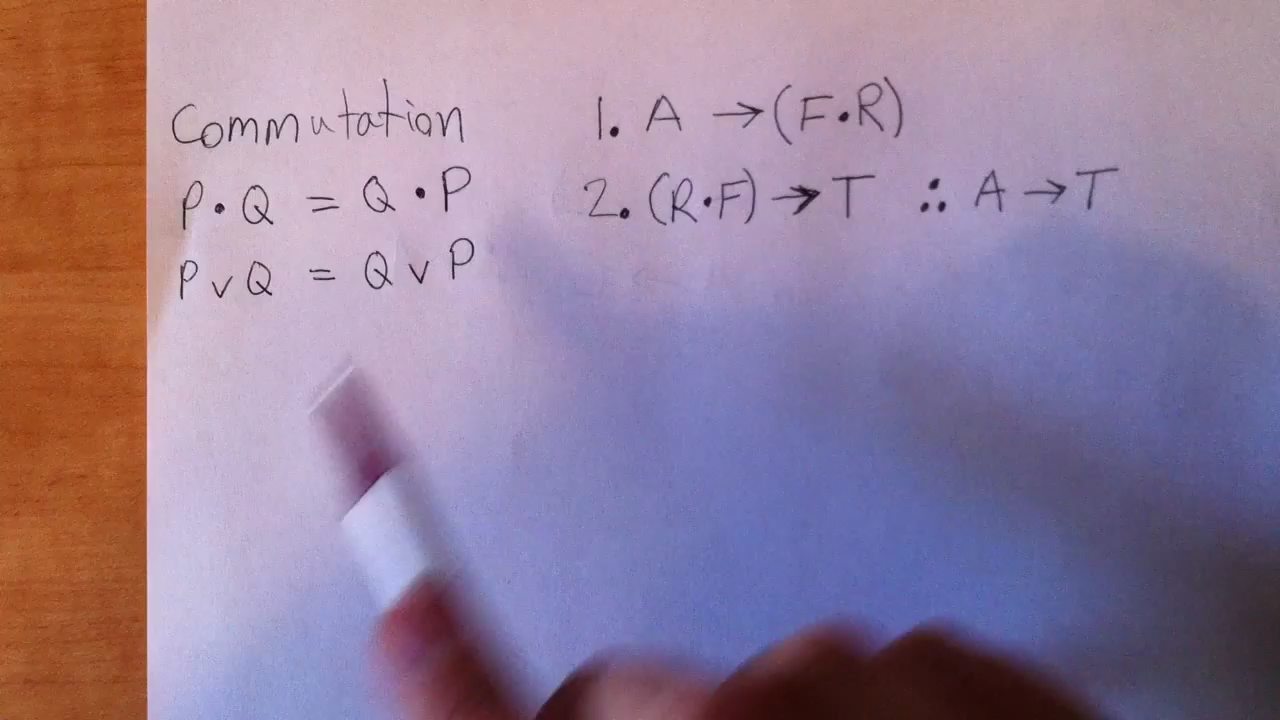 Commutation
P • Q = Q • P
P v Q = Q v P
1. A → (F • R)
2. (R • F) → T ∴ A → T